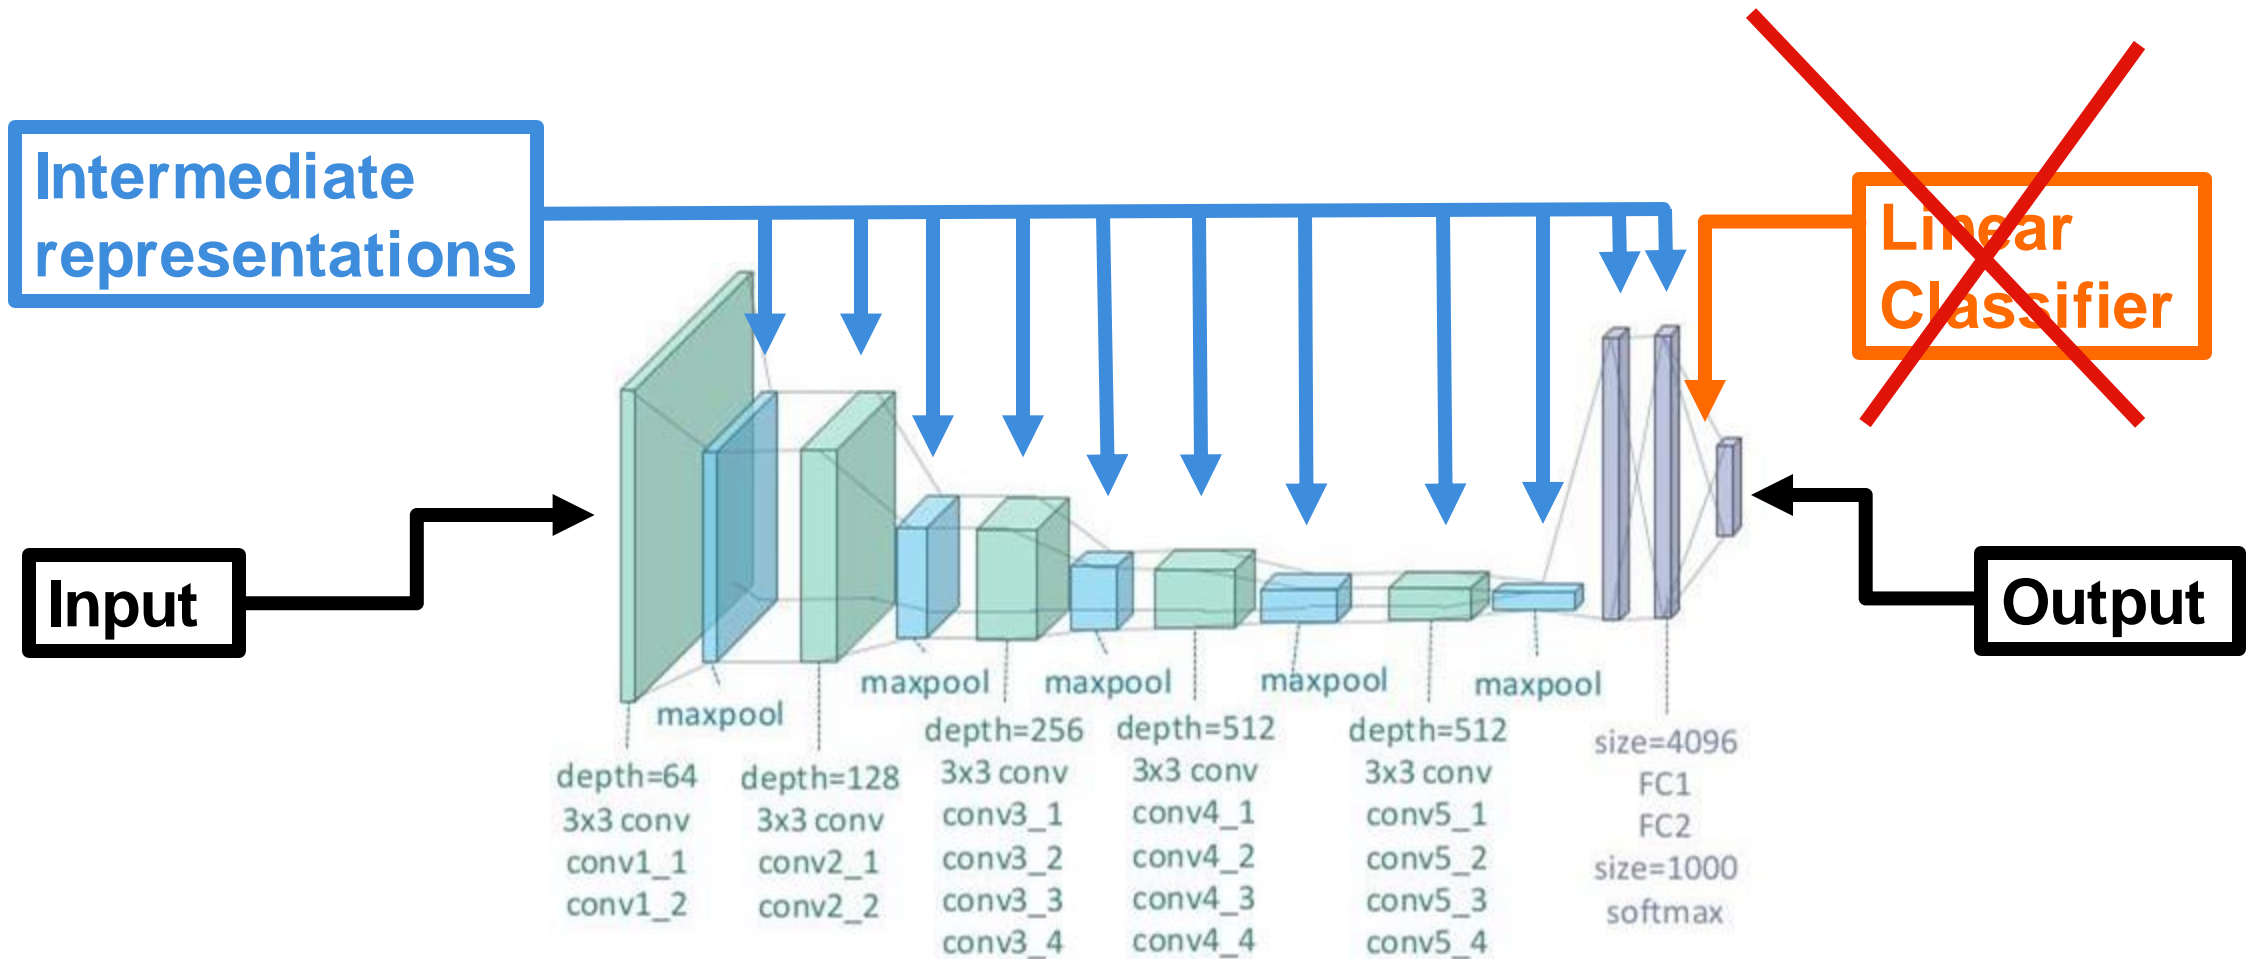 Intermediate
representations
Linear
Classifier
Input
Output
maxpool
maxpool
maxpool
maxpool
maxpool
depth=64
3x3 conv
conv1_1
conv1_2
depth=128
3x3 conv
conv2_1
conv2_2
depth=256
3x3 conv
conv3_1
conv3_2
conv3_3
conv3_4
depth=512
3x3 conv
conv4_1
conv4_2
conv4_3
conv4_4
depth=512
3x3 conv
conv5_1
conv5_2
conv5_3
conv5_4
size=4096
FC1
FC2
size=1000
softmax